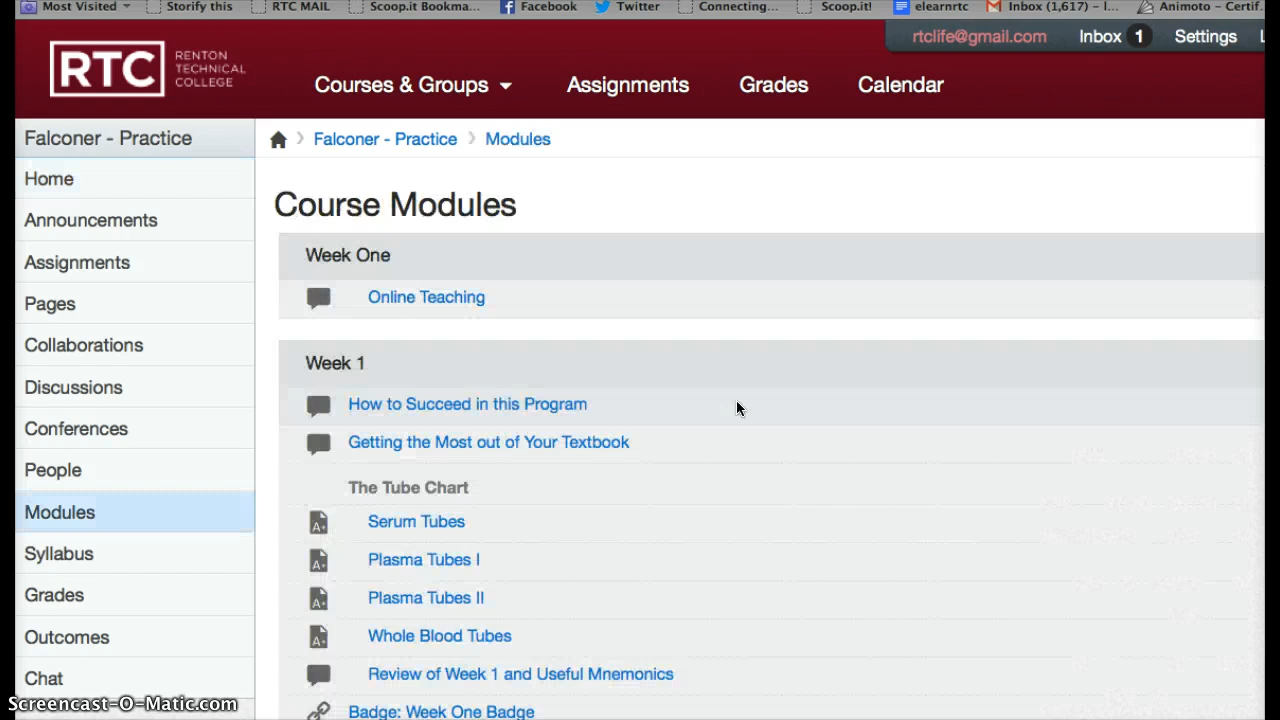 Most Visited Storify this RTC MAIL Scoop.it Bookma... Facebook Twitter Connecting... Scoop.it! elearnrtc Inbox (1,617) – l... Animoto – Certif.
rtclife@gmail.com Inbox 1 Settings
RTC RENTON TECHNICAL COLLEGE
Courses & Groups Assignments Grades Calendar
Falconer - Practice
Home
Announcements
Assignments
Pages
Collaborations
Discussions
Conferences
People
Modules
Syllabus
Grades
Outcomes
Chat
Falconer - Practice Modules
Course Modules
Week One
Online Teaching
Week 1
How to Succeed in this Program
Getting the Most out of Your Textbook
The Tube Chart
A+ Serum Tubes
A+ Plasma Tubes I
A+ Plasma Tubes II
A+ Whole Blood Tubes
Review of Week 1 and Useful Mnemonics
Badge: Week One Badge
Screencast-O-Matic.com